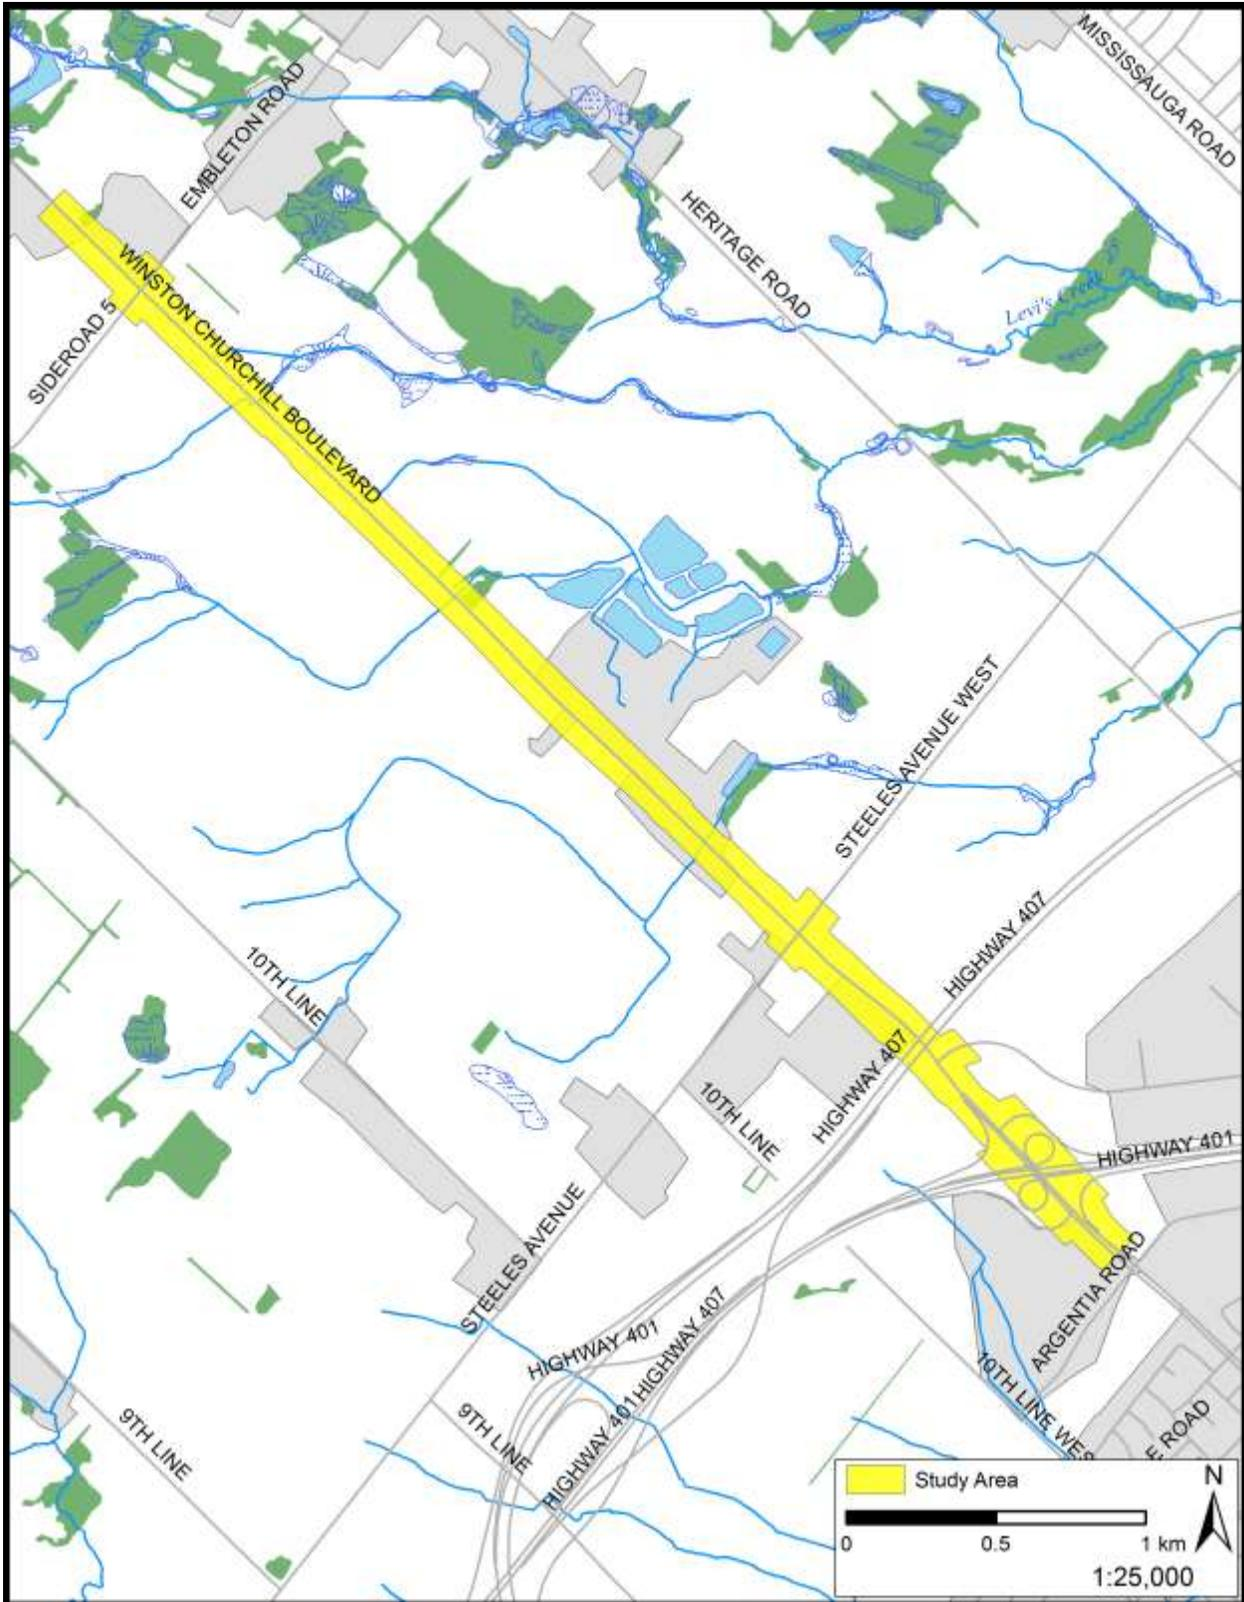 MISSISSAUGA ROAD
EMBLETON ROAD
HERITAGE ROAD
WINSTON CHURCHILL BOULEVARD
Levi's Creek
SIDEROAD 5
STEELES AVENUE WEST
HIGHWAY 407
10TH LINE
HIGHWAY 407
10TH LINE
HIGHWAY 401
STEELES AVENUE
ARGENTIA ROAD
HIGHWAY 401
HIGHWAY 407
10TH LINE WES
9TH LINE
9TH LINE
HIGHWAY 401
E ROAD
Study Area
N
0 0.5 1 km
1:25,000